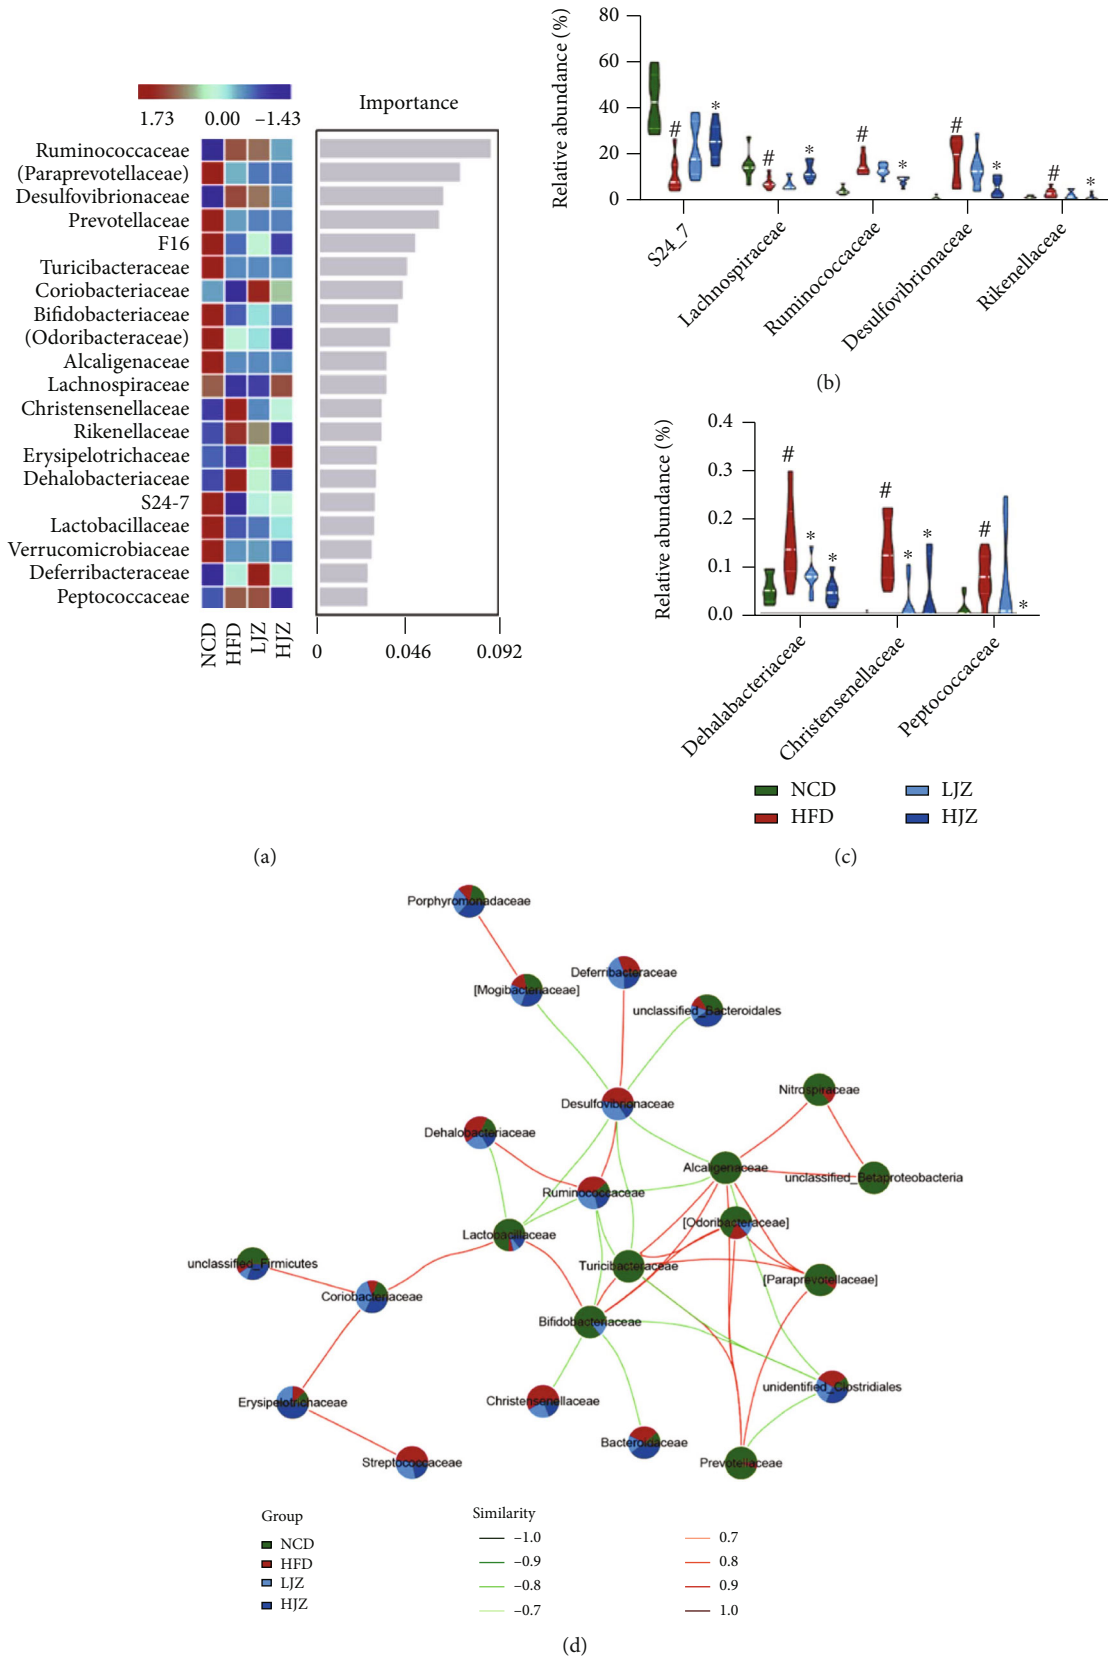 1.73 0.00 −1.43
Importance
Ruminococcaceae
(Paraprevotellaceae)
Desulfovibrionaceae
Prevotellaceae
F16
Turicibacteraceae
Coriobacteriaceae
Bifidobacteriaceae
(Odoribacteraceae)
Alcaligenaceae
Lachnospiraceae
Christensenellaceae
Rikenellaceae
Erysipelotrichaceae
Dehalobacteriaceae
S24-7
Lactobacillaceae
Verrucomicrobiaceae
Deferribacteraceae
Peptococcaceae
NCD HFD LJZ HJZ
0 0.046 0.092
(a)
Relative abundance (%)
80
60
40
20
0
# * # * # * # * # *
S24_7
Lachnospiraceae
Ruminococcaceae
Desulfovibrionaceae
Rikenellaceae
(b)
Relative abundance (%)
0.4
0.3
0.2
0.1
0.0
# * * # * * # *
Dehalabacteriaceae
Christensenellaceae
Peptococcaceae
NCD LJZ
HFD HJZ
(c)
Porphyromonadaceae
Deferribacteraceae
[Mogibacteriaceae]
unclassified_Bacteroidales
Nitrospiraceae
Desulfovibrionaceae
Dehalobacteriaceae
Alcaligenaceae
unclassified_Betaproteobacteria
Ruminococcaceae
[Odoribacteraceae]
Lactobacillaceae
unclassified_Firmicutes
Turicibacteraceae
[Paraprevotellaceae]
Coriobacteriaceae
Bifidobacteriaceae
unidentified_Clostridiales
Erysipelotrichaceae
Christensenellaceae
Bacteroidaceae
Streptococcaceae
Prevotellaceae
Group
NCD
HFD
LJZ
HJZ
Similarity
−1.0 0.7
−0.9 0.8
−0.8 0.9
−0.7 1.0
(d)